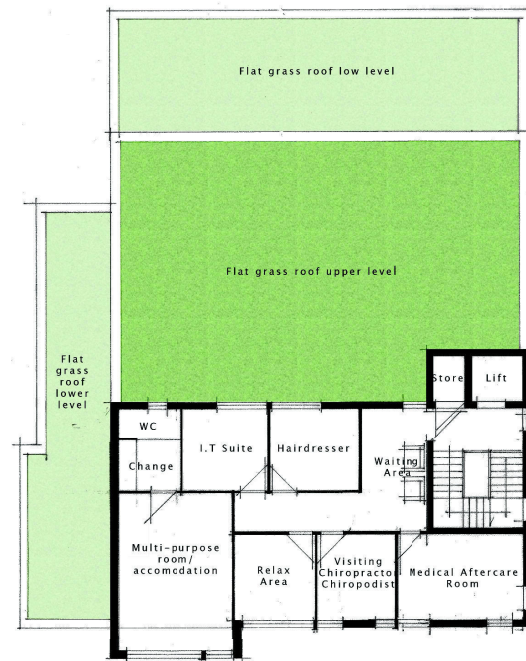 Flat grass roof low level
Flat grass roof upper level
Flat
grass
roof
lower
level
Store
Lift
WC
Change
I.T Suite
Hairdresser
Waiting
Area
Multi-purpose
room/
accomodation
Relax
Area
Visiting
Chiropractor
Chiropodist
Medical Aftercare
Room